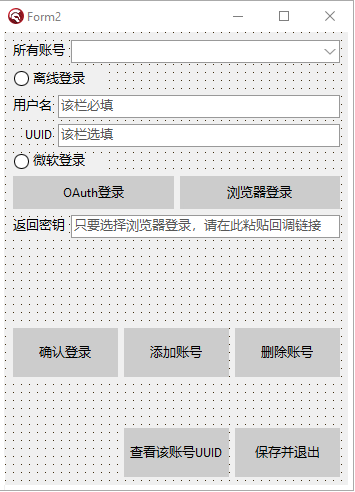 Form2
所有账号
离线登录
用户名 该栏必填
UUID 该栏选填
微软登录
OAuth登录 浏览器登录
返回密钥 只要选择浏览器登录，请在此粘贴回调链接
确认登录 添加账号 删除账号
查看该账号UUID 保存并退出